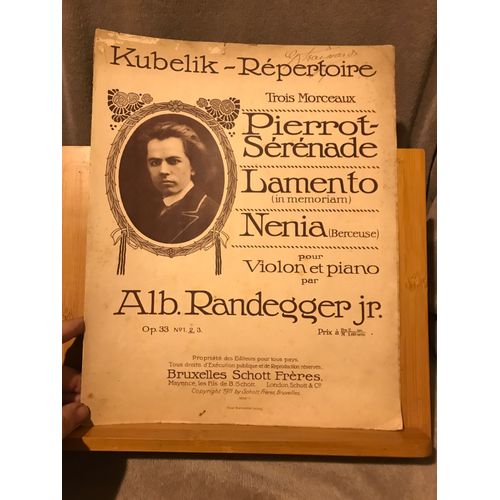 Kubelik – Répertoire
Trois Morceaux
Pierrot-
Sérénade
Lamento
(in memoriam)
Nenia (Berceuse)
pour
Violon et piano
par
Alb. Randegger jr.
Op. 33 No 1. 2. 3.
Prix à
Propriété des Éditeurs pour tous pays.
Tous droits d'Exécution publique et de Reproduction réservés.
Bruxelles Schott Frères.
Mayence, les Fils de B. Schott. London, Schott & Co
Copyright 1911 by Schott Frères, Bruxelles.